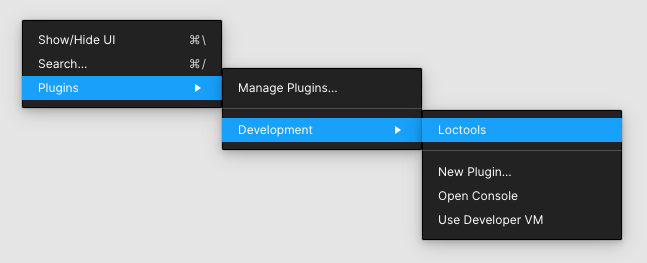 Show/Hide UI ⌘\
Search... ⌘/
Plugins
Manage Plugins...
Development
Loctools
New Plugin...
Open Console
Use Developer VM